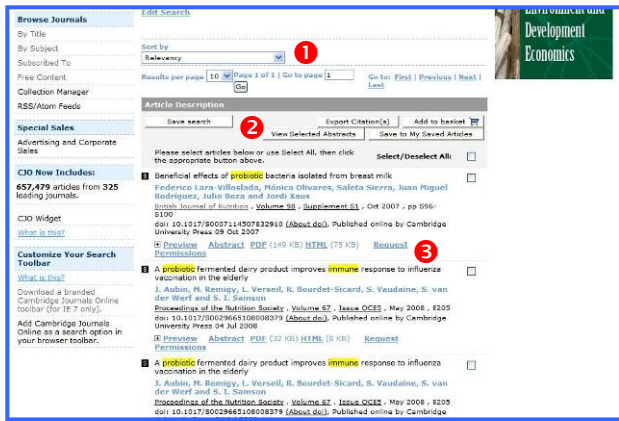 Browse Journals
By Title
By Subject
Subscribed To
Free Content
Collection Manager
RSS/Atom Feeds
Special Sales
Advertising and Corporate
Sales
CJO Now Includes:
657,479 articles from 325
leading journals.
CJO Widget
What is this?
Customize Your Search
Toolbar
What is this?
Download a branded
Cambridge Journals Online
toolbar (for IE 7 only).
Add Cambridge Journals
Online as a search option in
your browser toolbar.
Edit Search
Sort by
Relevancy
1
Results per page 10 Page 1 of 1 | Go to page 1
Go
Go to: First | Previous | Next |
Last
Article Description
Save search
2
Export Citation[s]
Add to basket
View Selected Abstracts
Save to My Saved Articles
Please select articles below or use Select All, then click
the appropriate button above.
Select/Deselect All:
S Beneficial effects of probiotic bacteria isolated from breast milk
Federico Lara-Villoslada, Mónica Olivares, Saleta Sierra, Juan Miguel
Rodríguez, Julio Boza and Jordi Xaus
British Journal of Nutrition , Volume 98 , Supplement S1 , Oct 2007 , pp S96-
S100
doi: 10.1017/S0007114507832910 (About doi), Published online by Cambridge
University Press 09 Oct 2007
Preview Abstract PDF (149 KB) HTML (75 KB) Request
Permissions
3
S A probiotic fermented dairy product improves immune response to influenza
vaccination in the elderly
J. Aubin, M. Remigy, L. Verseil, R. Bourdet-Sicard, S. Vaudaine, S. van
der Werf and S. I. Samson
Proceedings of the Nutrition Society , Volume 67 , Issue OCE5 , May 2008 , E205
doi: 10.1017/S0029665108008379 (About doi), Published online by Cambridge
University Press 04 Jul 2008
Preview Abstract PDF (32 KB) HTML (8 KB) Request
Permissions
S A probiotic fermented dairy product improves immune response to influenza
vaccination in the elderly
J. Aubin, M. Remigy, L. Verseil, R. Bourdet-Sicard, S. Vaudaine, S. van
der Werf and S. I. Samson
Proceedings of the Nutrition Society , Volume 67 , Issue OCE5 , May 2008 , E205
doi: 10.1017/S0029665108008379 (About doi), Published online by Cambridge
Environment and
Development
Economics